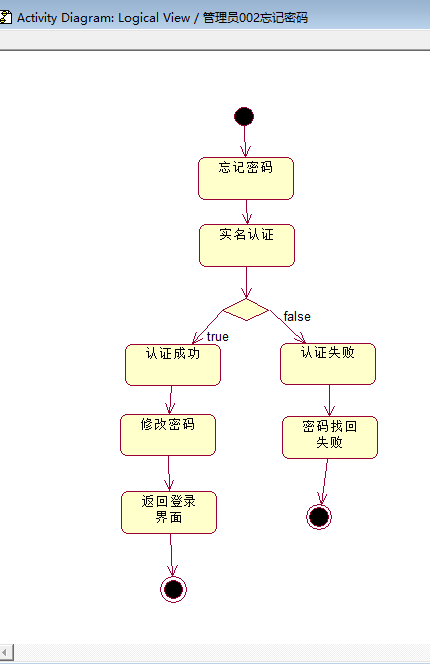 Activity Diagram: Logical View / 管理员002忘记密码
忘记密码
实名认证
false
true
认证成功
认证失败
修改密码
密码找回
失败
返回登录
界面